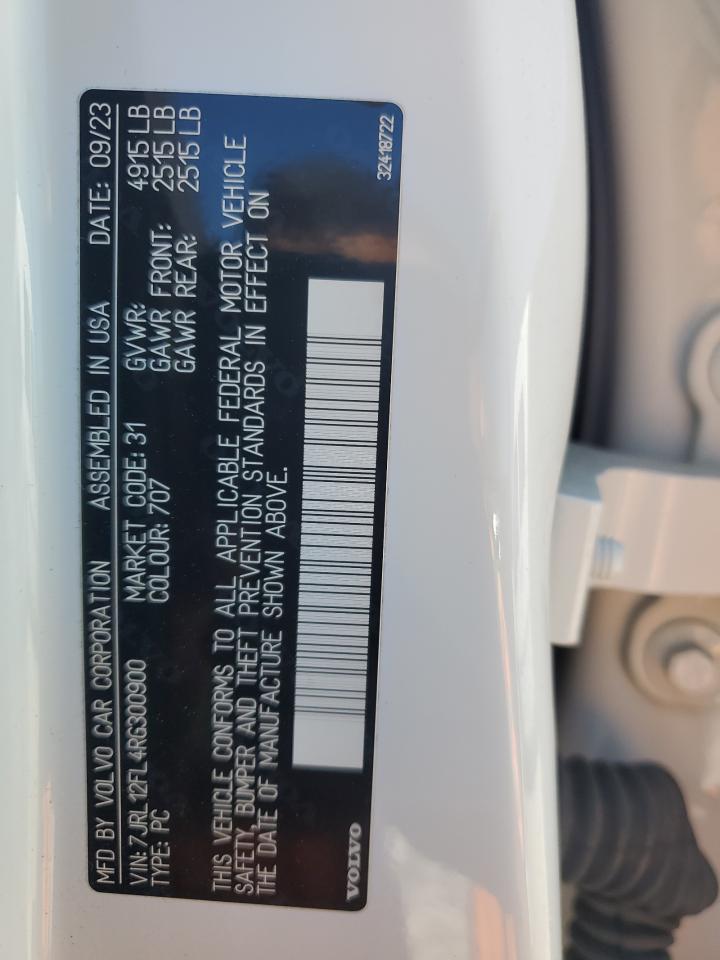 MFD BY VOLVO CAR CORPORATION ASSEMBLED IN USA DATE: 09/23
VIN: 7JRL12FL4RG300900 MARKET CODE: 31 GVWR: 4915 LB
TYPE: PC COLOUR: 707 GAWR FRONT: 2515 LB
GAWR REAR: 2515 LB
THIS VEHICLE CONFORMS TO ALL APPLICABLE FEDERAL MOTOR VEHICLE
SAFETY, BUMPER AND THEFT PREVENTION STANDARDS IN EFFECT ON
THE DATE OF MANUFACTURE SHOWN ABOVE.
VOLVO 32418722